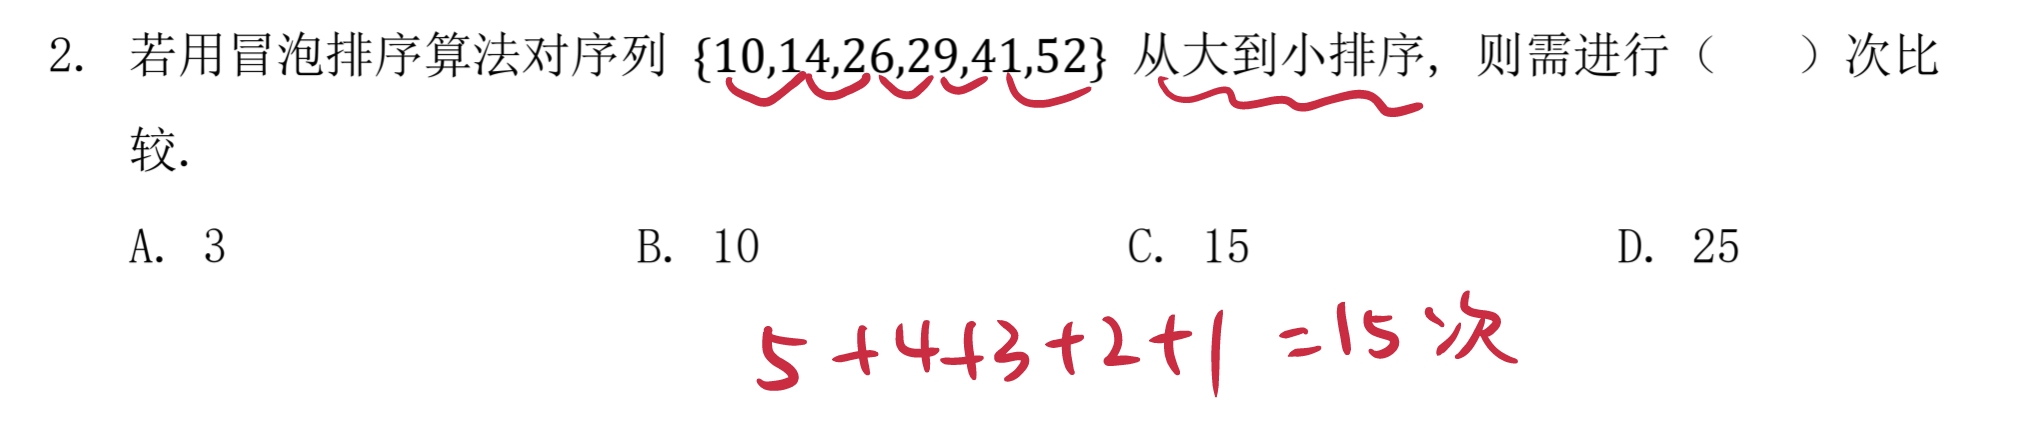 2. 若用冒泡排序算法对序列 {10,14,26,29,41,52} 从大到小排序，则需进行（　　）次比
较.
A. 3　　B. 10　　C. 15　　D. 25
5+4+3+2+1=15次